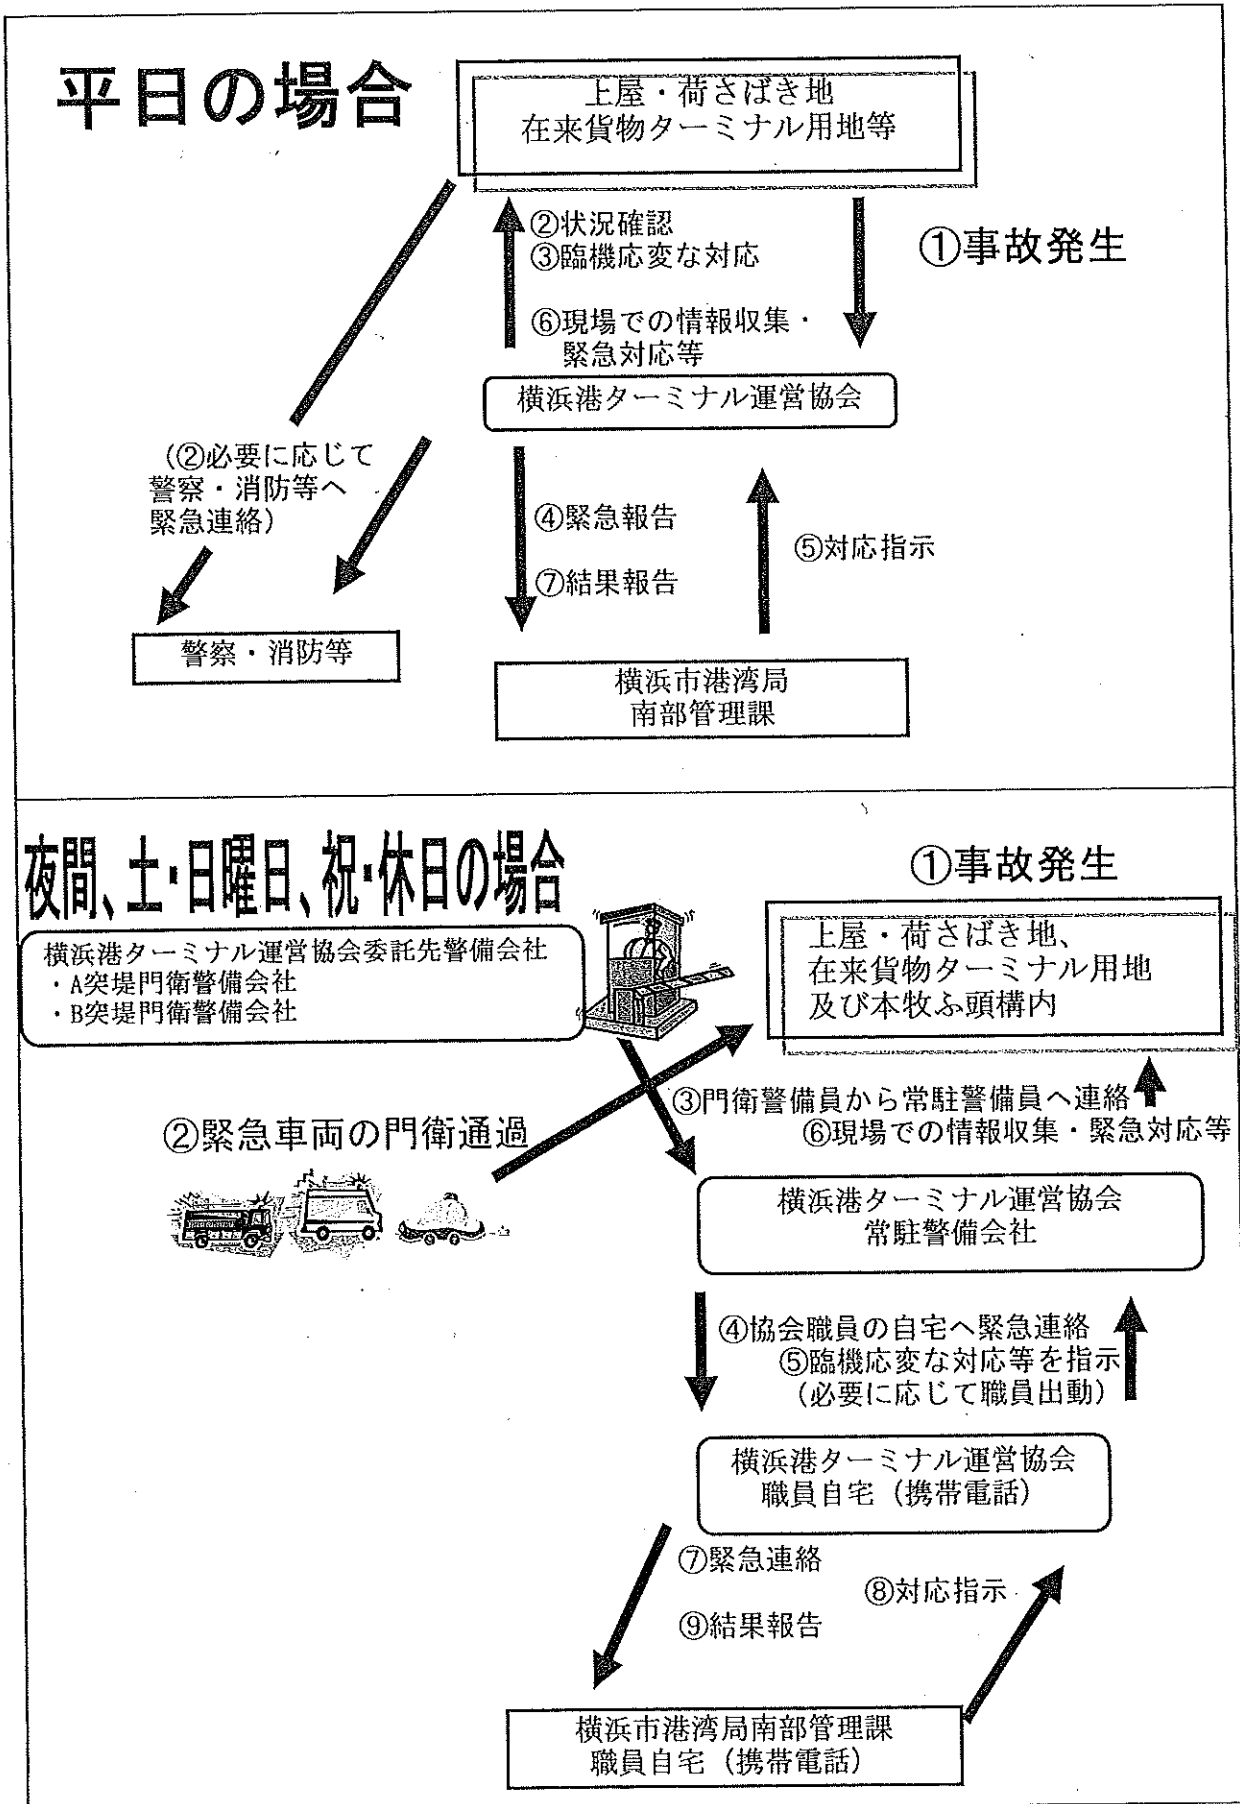 平日の場合
上屋・荷さばき地
在来貨物ターミナル用地等
②状況確認
③臨機応変な対応
①事故発生
⑥現場での情報収集・
緊急対応等
横浜港ターミナル運営協会
(②必要に応じて
警察・消防等へ
緊急連絡)
④緊急報告
⑤対応指示
⑦結果報告
警察・消防等
横浜市港湾局
南部管理課
夜間、土・日曜日、祝・休日の場合
①事故発生
横浜港ターミナル運営協会委託先警備会社
・A突堤門衛警備会社
・B突堤門衛警備会社
上屋・荷さばき地、
在来貨物ターミナル用地
及び本牧ふ頭構内
③門衛警備員から常駐警備員へ連絡
⑥現場での情報収集・緊急対応等
②緊急車両の門衛通過
横浜港ターミナル運営協会
常駐警備会社
④協会職員の自宅へ緊急連絡
⑤臨機応変な対応等を指示
(必要に応じて職員出動)
横浜港ターミナル運営協会
職員自宅(携帯電話)
⑦緊急連絡
⑧対応指示
⑨結果報告
横浜市港湾局南部管理課
職員自宅(携帯電話)